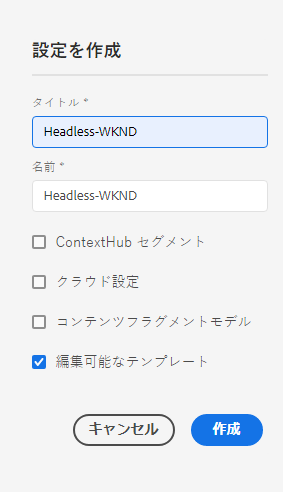 設定を作成
タイトル *
Headless-WKND
名前 *
Headless-WKND
ContextHub セグメント
クラウド設定
コンテンツフラグメントモデル
編集可能なテンプレート
キャンセル 作成